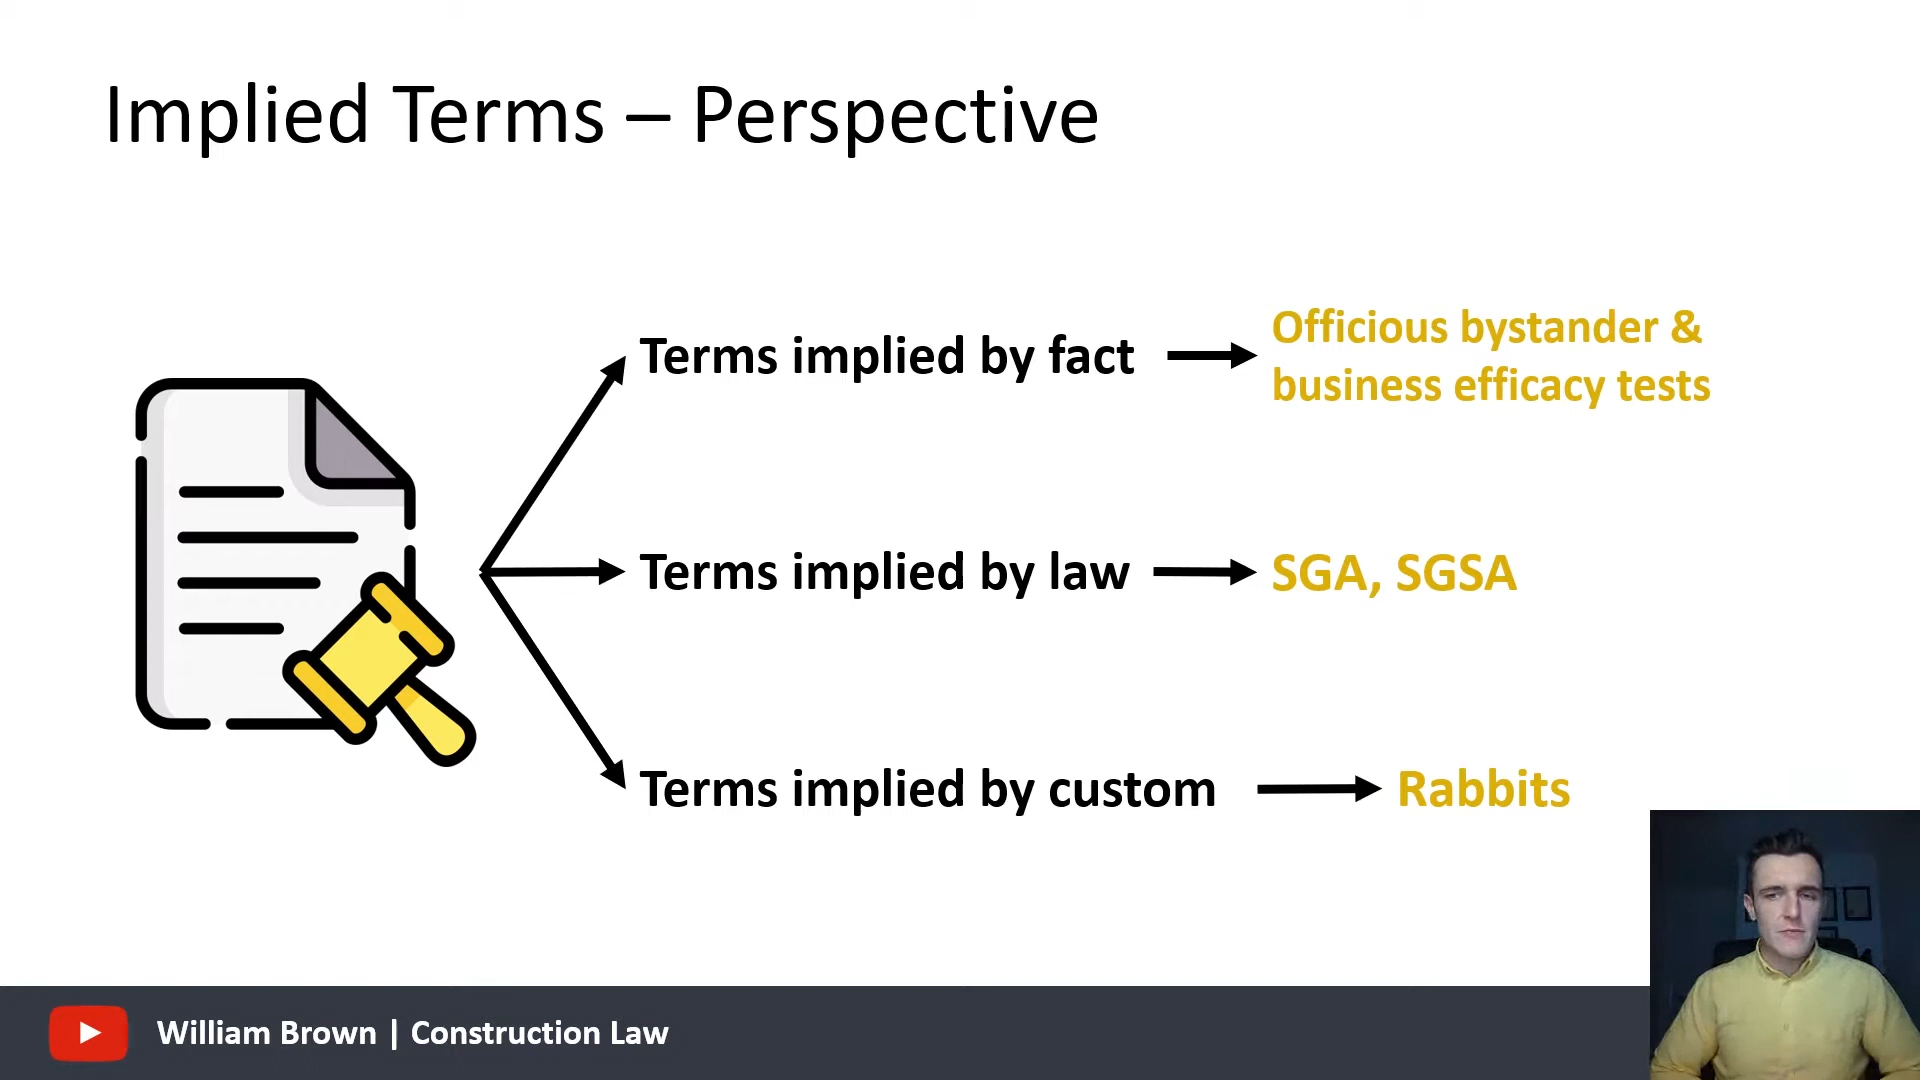 Implied Terms – Perspective
Terms implied by fact
Officious bystander &
business efficacy tests
Terms implied by law
SGA, SGSA
Terms implied by custom
Rabbits
William Brown | Construction Law